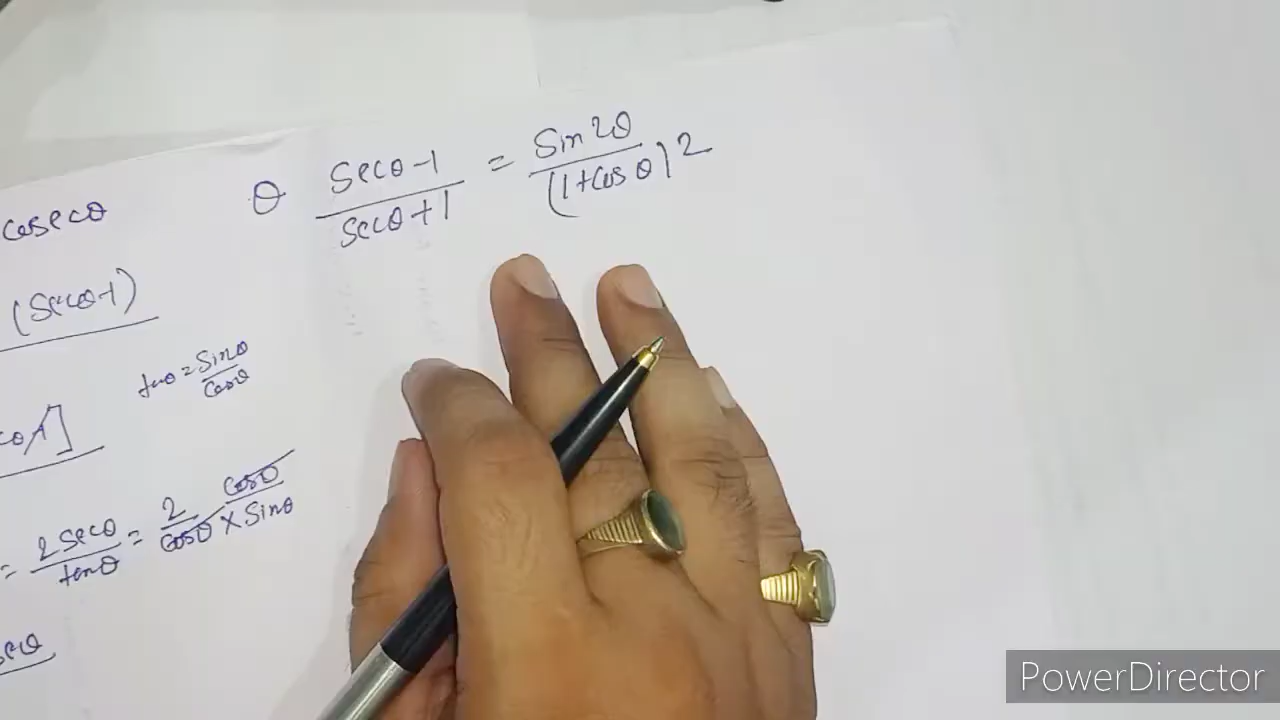 cosecθ
θ secθ-1 / secθ+1 = sin2θ / (1+cosθ)2
(secθ-1)
tanθ = sinθ / cosθ
= 2secθ / tanθ = 2 / cosθ × cosθ / sinθ
PowerDirector